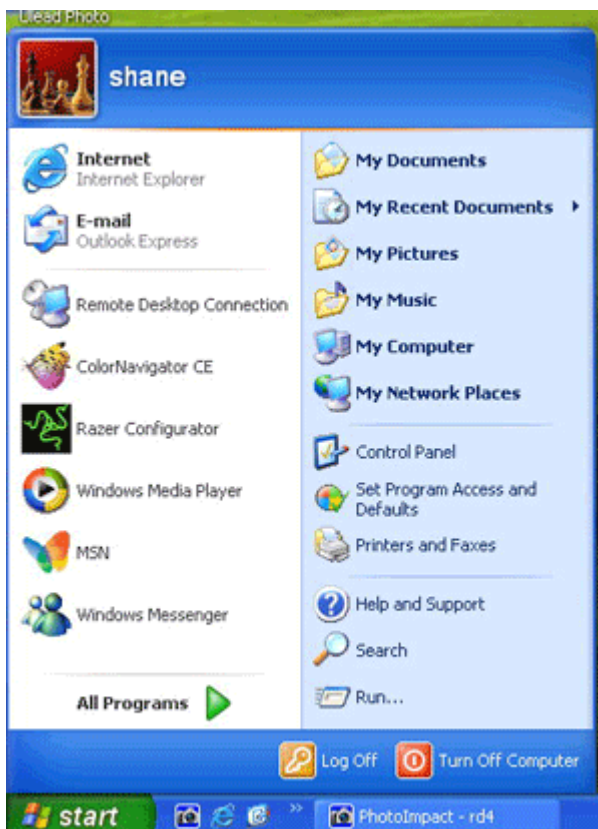 Ulead Photo
shane
Internet
Internet Explorer
E-mail
Outlook Express
Remote Desktop Connection
ColorNavigator CE
Razer Configurator
Windows Media Player
MSN
Windows Messenger
All Programs
My Documents
My Recent Documents
My Pictures
My Music
My Computer
My Network Places
Control Panel
Set Program Access and
Defaults
Printers and Faxes
Help and Support
Search
Run...
Log Off
Turn Off Computer
start
PhotoImpact - rd4